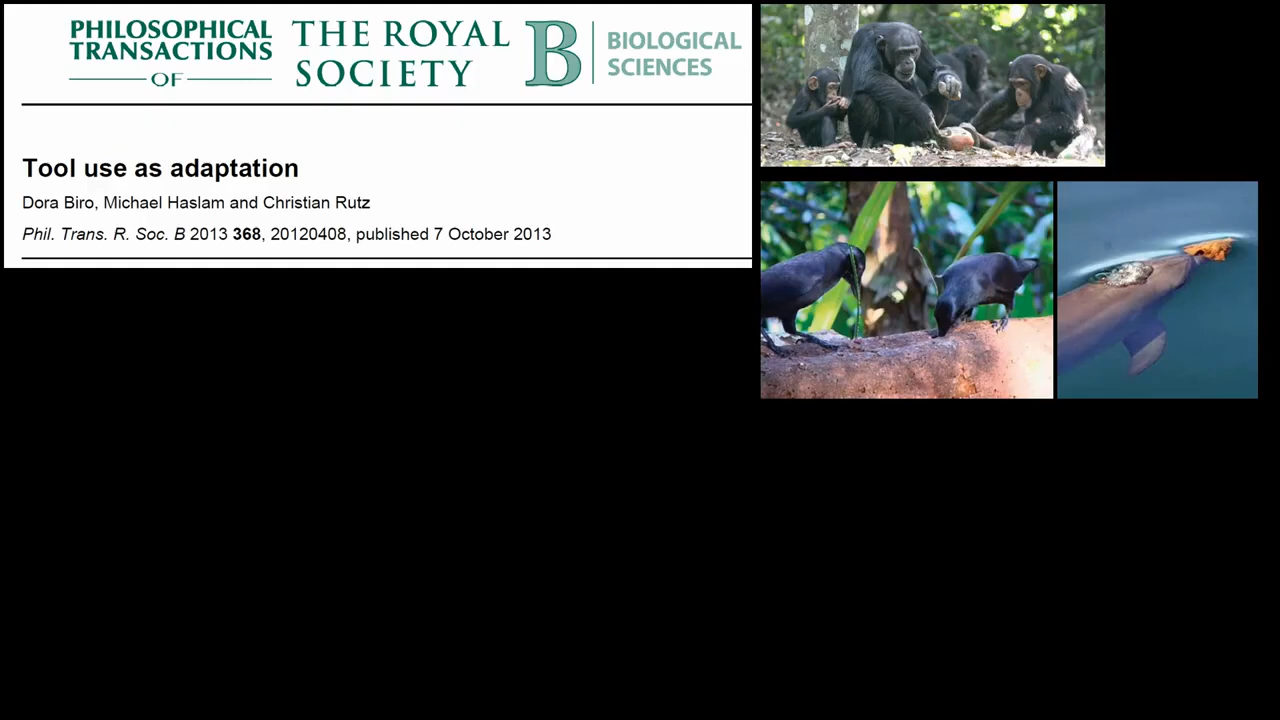 PHILOSOPHICAL
TRANSACTIONS
OF
THE ROYAL
SOCIETY
B
BIOLOGICAL
SCIENCES
Tool use as adaptation
Dora Biro, Michael Haslam and Christian Rutz
Phil. Trans. R. Soc. B 2013 368, 20120408, published 7 October 2013